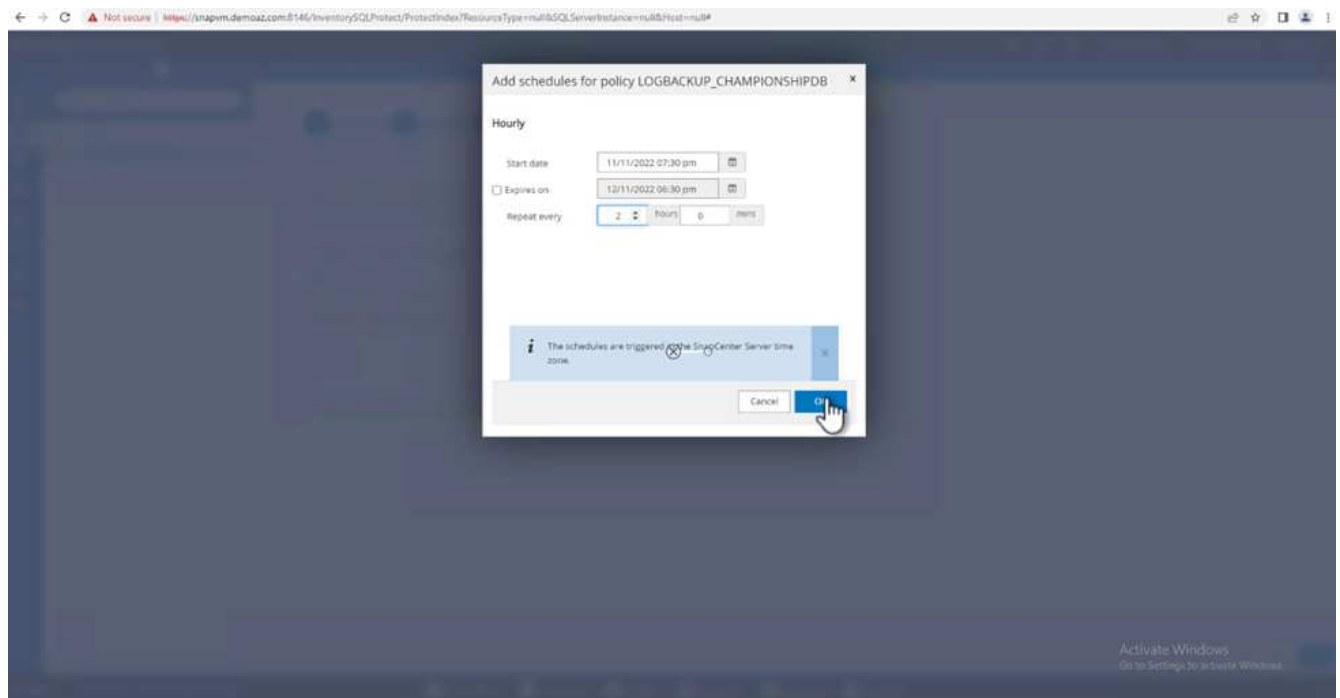 Not secure | https://snapvm.demoaz.com:8146/InventorySQLProtect/ProtectIndex?ResourceType=null&SQLServerInstance=null&Host=null#
Add schedules for policy LOGBACKUP_CHAMPIONSHIPDB ×
Hourly
Start date 11/11/2022 07:30 pm
Expires on 12/11/2022 06:30 pm
Repeat every 2 hours 0 mins
i The schedules are triggered the SnapCenter Server time
zone.
Cancel
Activate Windows
Go to Settings to activate Windows.